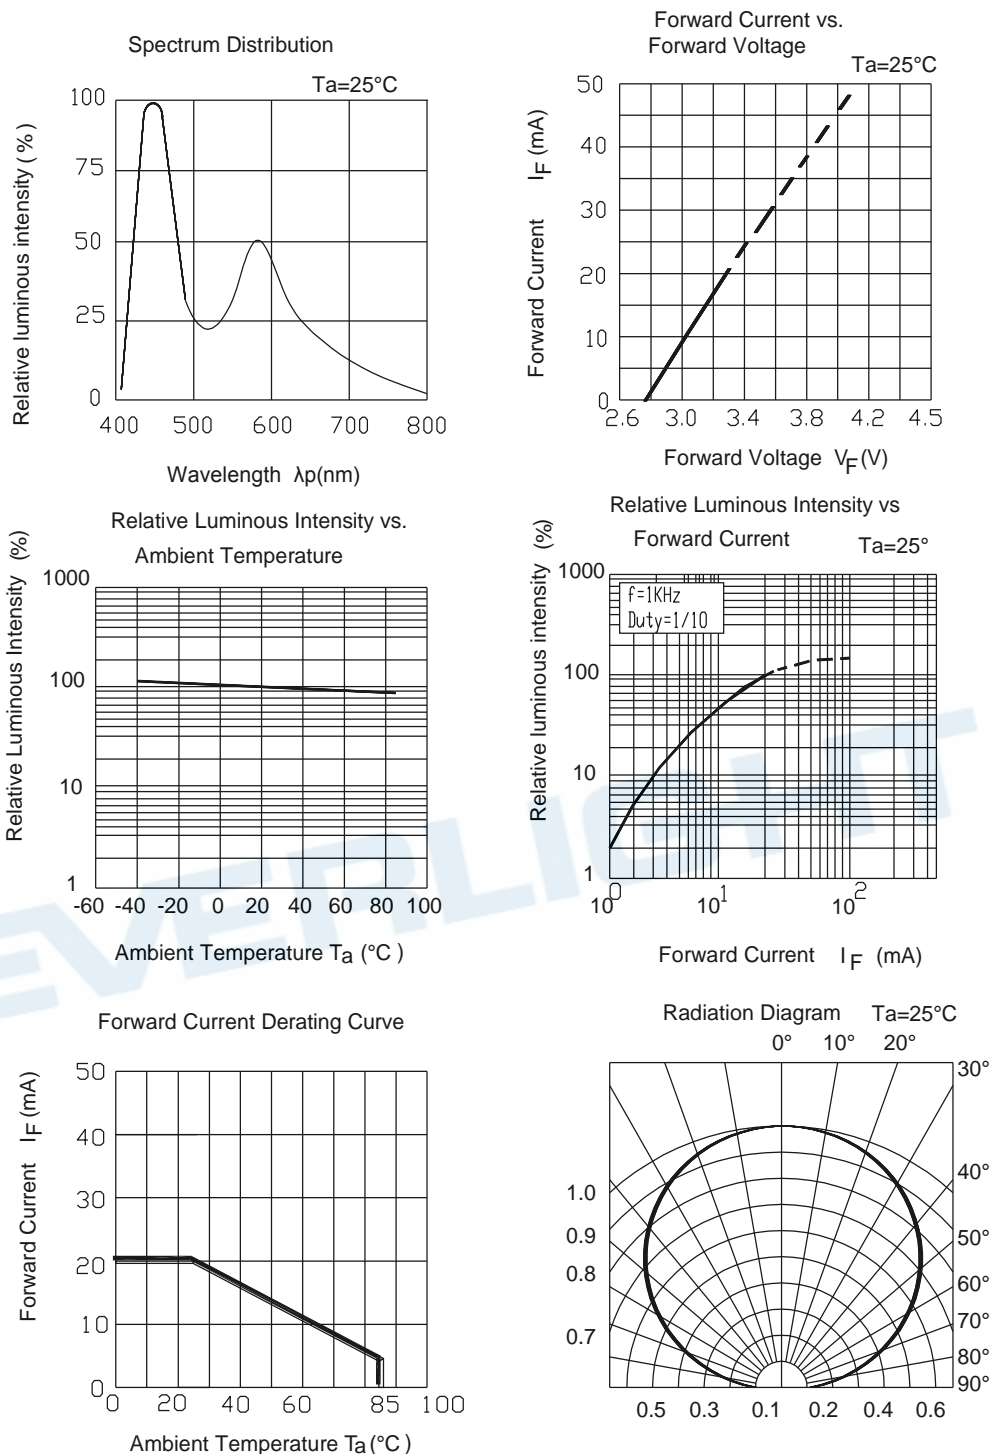 Spectrum Distribution
Ta=25°C
Relative luminous intensity (%)
100
75
50
25
0
400 500 600 700 800
Wavelength λp(nm)
Forward Current vs.
Forward Voltage
Ta=25°C
Forward Current IF (mA)
50
40
30
20
10
0
2.6 3.0 3.4 3.8 4.2 4.5
Forward Voltage VF(V)
Relative Luminous Intensity vs.
Ambient Temperature
Relative Luminous Intensity (%)
1000
100
10
1
-60 -40 -20 0 20 40 60 80 100
Ambient Temperature Ta (°C )
Relative Luminous Intensity vs
Forward Current
Ta=25°
Relative luminous intensity (%)
f=1KHz
Duty=1/10
1000
100
10
1
10⁰ 10¹ 10²
Forward Current IF (mA)
EVERLIGHT
Forward Current Derating Curve
Forward Current IF (mA)
50
40
30
20
10
0
0 20 40 60 85 100
Ambient Temperature Ta(°C)
Radiation Diagram Ta=25°C
0° 10° 20°
30°
40°
50°
60°
70°
80°
90°
1.0
0.9
0.8
0.7
0.5 0.3 0.1 0.2 0.4 0.6